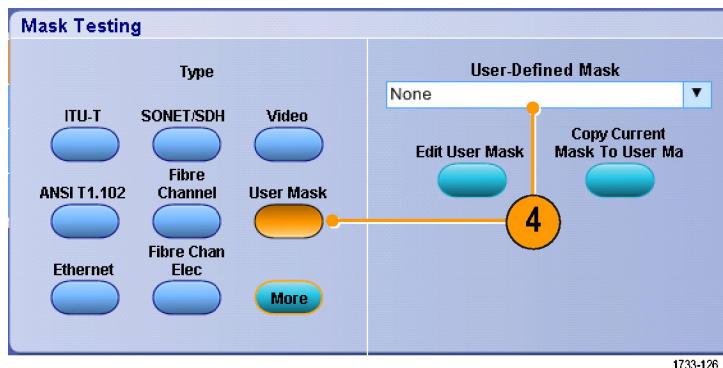 Mask Testing
Type
ITU-T
SONET/SDH
Video
ANSI T1.102
Fibre
Channel
User Mask
Ethernet
Fibre Chan
Elec
More
User-Defined Mask
None
Edit User Mask
Copy Current
Mask To User Ma
4
1733-126